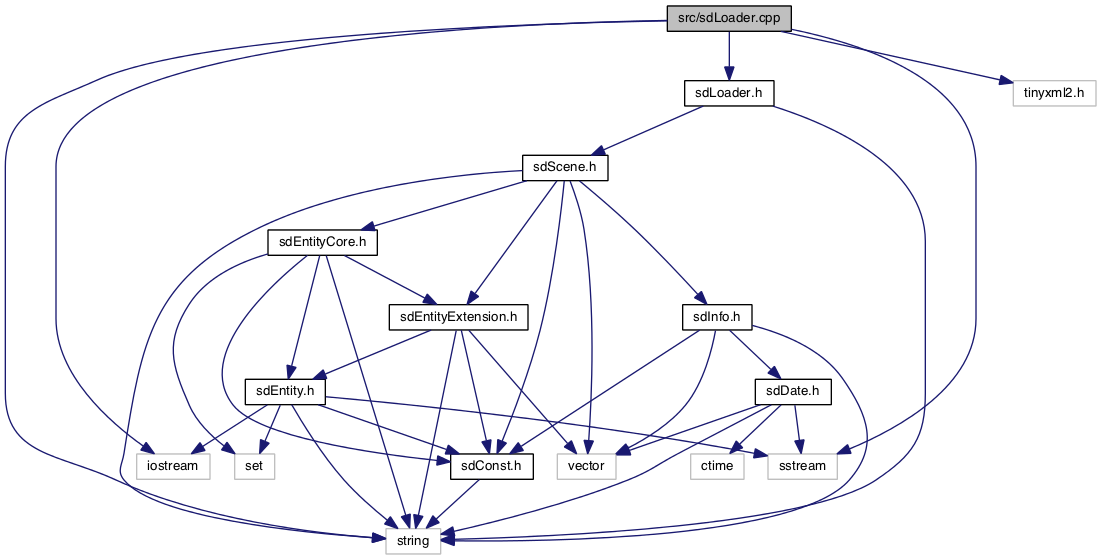 src/sdLoader.cpp
sdLoader.h
tinyxml2.h
sdScene.h
sdEntityCore.h
sdEntityExtension.h
sdInfo.h
sdEntity.h
sdDate.h
iostream
set
sdConst.h
vector
ctime
sstream
string